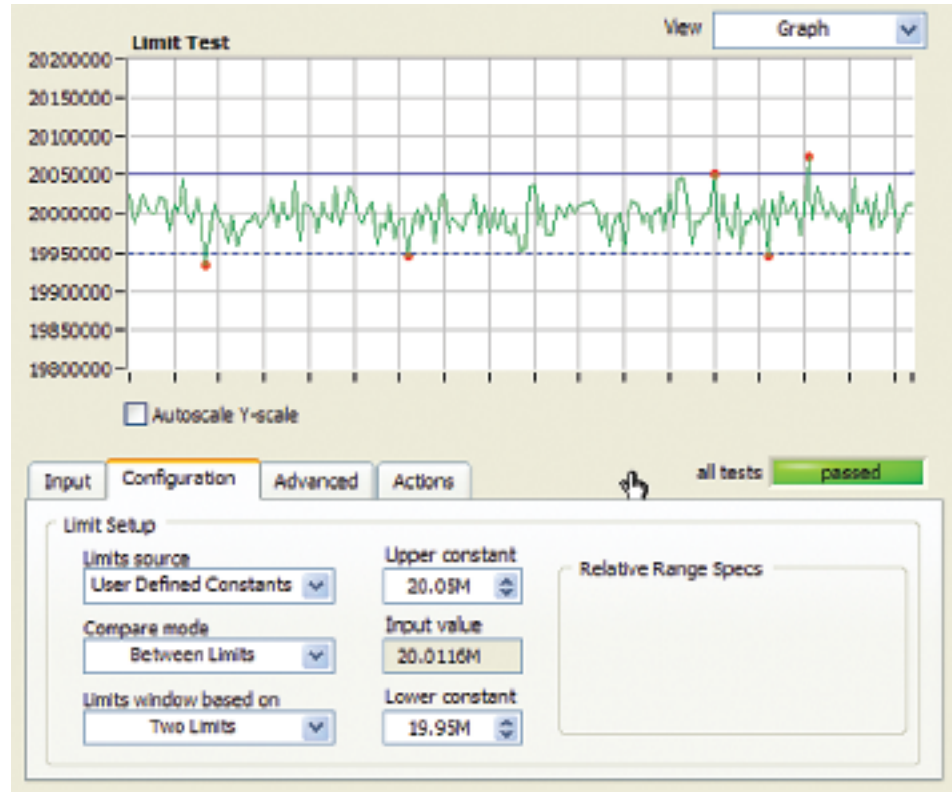 View Graph
Limit Test
20200000
20150000
20100000
20050000
20000000
19950000
19900000
19850000
19800000
Autoscale Y-scale
Input Configuration Advanced Actions all tests passed
Limit Setup
Limits source
User Defined Constants
Upper constant
20.05M
Relative Range Specs
Compare mode
Between Limits
Input value
20.0116M
Limits window based on
Two Limits
Lower constant
19.95M